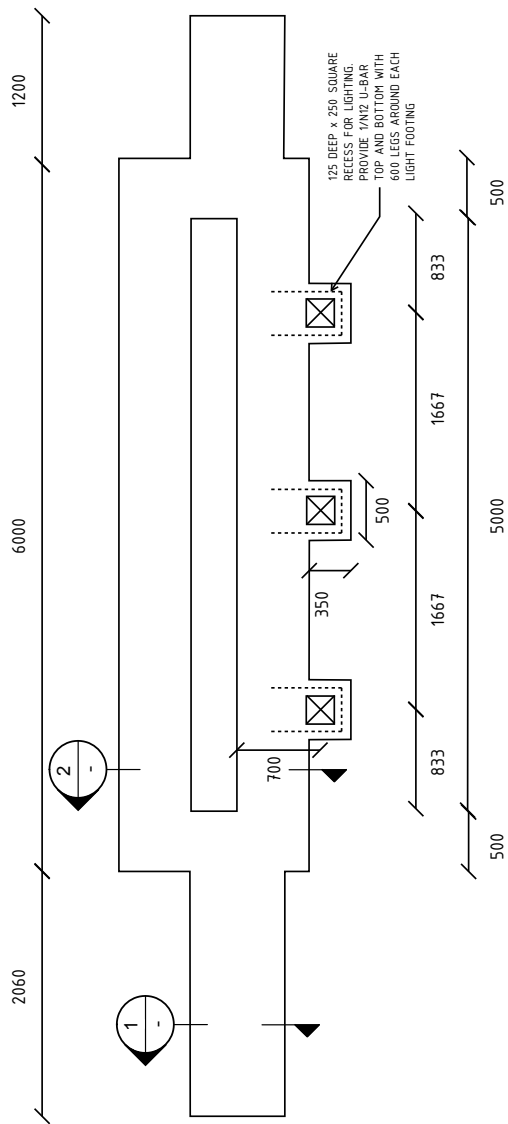 2060
6000
1200
1
-
2
-
125 DEEP x 250 SQUARE
RECESS FOR LIGHTING.
PROVIDE 1/N12 U-BAR
TOP AND BOTTOM WITH
600 LEGS AROUND EACH
LIGHT FOOTING
700
350
500
833
1667
1667
833
500
5000
500